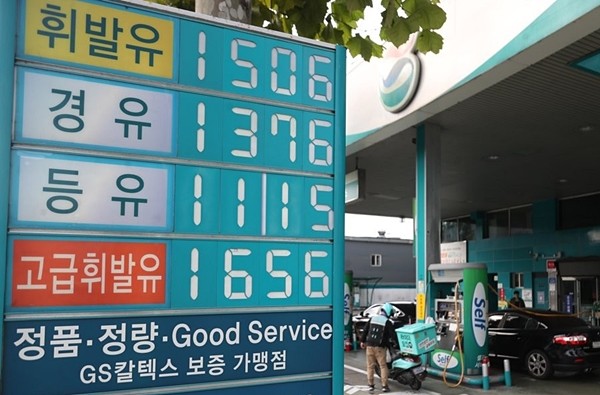 휘발유 1506
경유 1376
등유 1115
고급휘발유 1656
정품·정량·Good Service
GS칼텍스 보증 가맹점
Self
Self